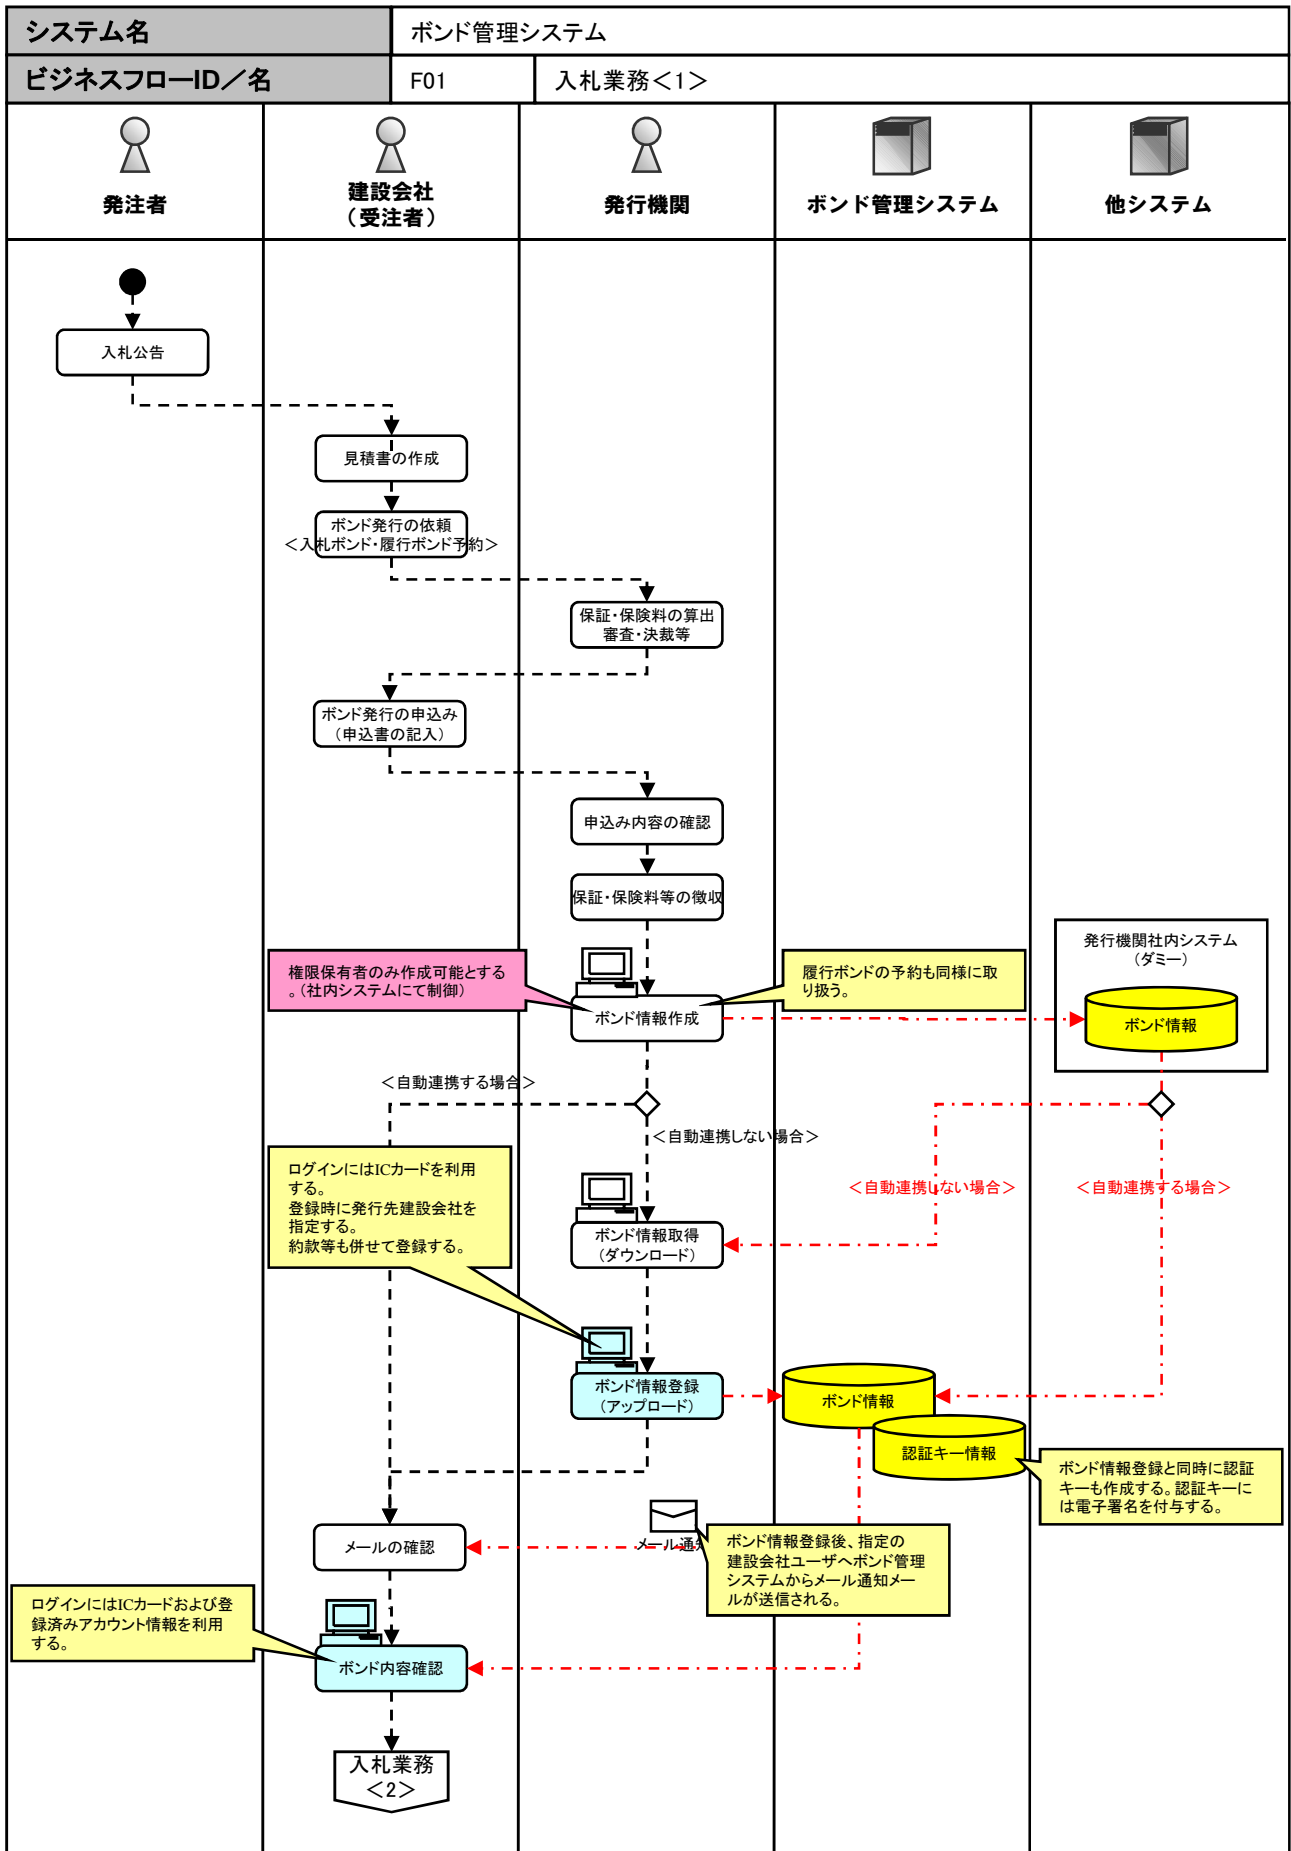 システム名
ボンド管理システム
ビジネスフローID／名
F01
入札業務＜1＞
発注者
建設会社
（受注者）
発行機関
ボンド管理システム
他システム
入札公告
見積書の作成
ボンド発行の依頼
＜入札ボンド・履行ボンド予約＞
保証・保険料の算出
審査・決裁等
ボンド発行の申込み
（申込書の記入）
申込み内容の確認
保証・保険料等の徴収
権限保有者のみ作成可能とする
。（社内システムにて制御）
履行ボンドの予約も同様に取
り扱う。
発行機関社内システム
（ダミー）
ボンド情報作成
ボンド情報
＜自動連携する場合＞
＜自動連携しない場合＞
ログインにはICカードを利用
する。
登録時に発行先建設会社を
指定する。
約款等も併せて登録する。
＜自動連携しない場合＞
＜自動連携する場合＞
ボンド情報取得
（ダウンロード）
ボンド情報登録
（アップロード）
ボンド情報
認証キー情報
ボンド情報登録と同時に認証
キーも作成する。認証キーに
は電子署名を付与する。
メールの確認
メール通知
ボンド情報登録後、指定の
建設会社ユーザへボンド管理
システムからメール通知メー
ルが送信される。
ログインにはICカードおよび登
録済みアカウント情報を利用
する。
ボンド内容確認
入札業務
＜2＞